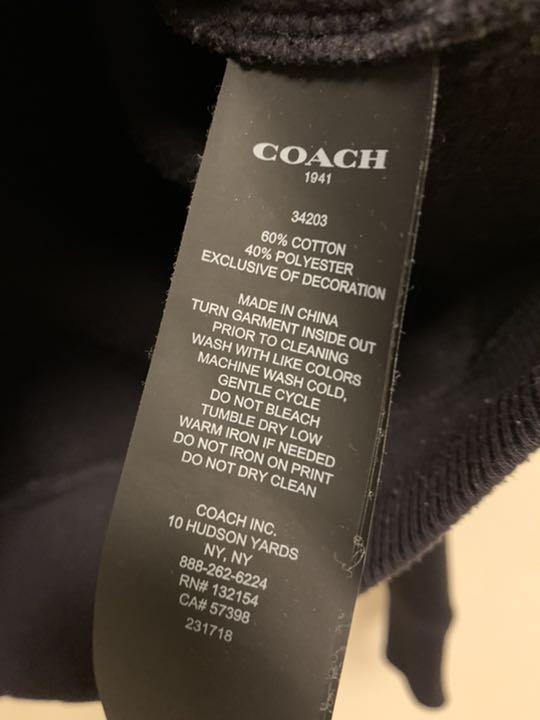 COACH
1941
34203
60% COTTON
40% POLYESTER
EXCLUSIVE OF DECORATION
MADE IN CHINA
TURN GARMENT INSIDE OUT
PRIOR TO CLEANING
WASH WITH LIKE COLORS
MACHINE WASH COLD,
GENTLE CYCLE
DO NOT BLEACH
TUMBLE DRY LOW
WARM IRON IF NEEDED
DO NOT IRON ON PRINT
DO NOT DRY CLEAN
COACH INC.
10 HUDSON YARDS
NY, NY
888-262-6224
RN# 132154
CA# 57398
231718